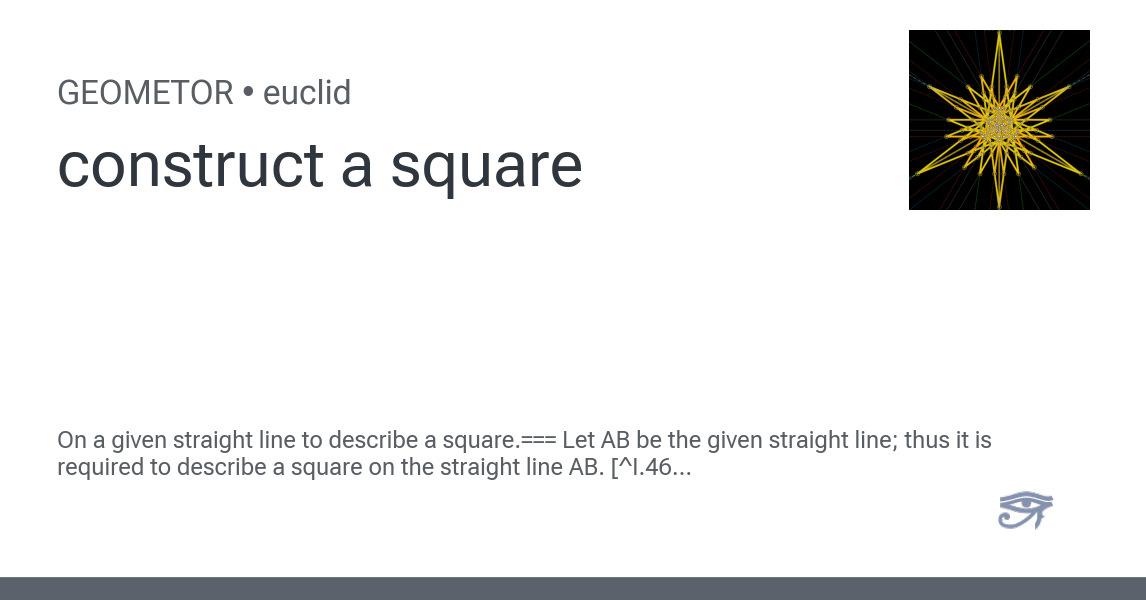 GEOMETOR • euclid
construct a square
On a given straight line to describe a square.=== Let AB be the given straight line; thus it is
required to describe a square on the straight line AB. [^I.46...